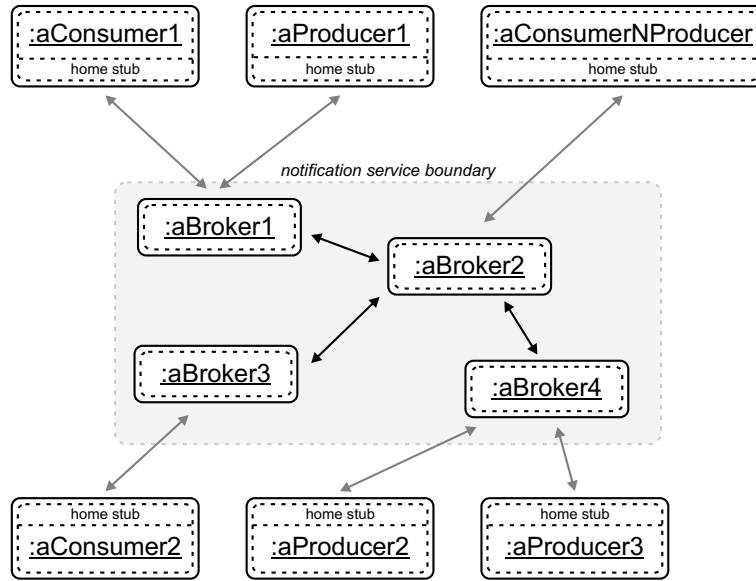 :aConsumer1
home stub
:aProducer1
home stub
:aConsumerNProducer
home stub
notification service boundary
:aBroker1
:aBroker2
:aBroker3
:aBroker4
home stub
:aConsumer2
home stub
:aProducer2
home stub
:aProducer3